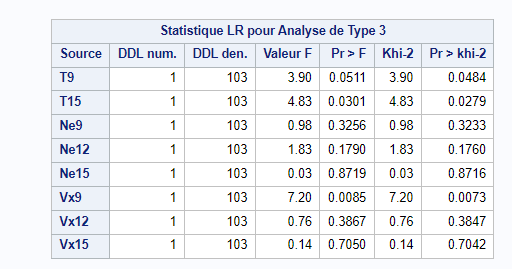 Statistique LR pour Analyse de Type 3
Source DDL num. DDL den. Valeur F Pr > F Khi-2 Pr > khi-2
T9 1 103 3.90 0.0511 3.90 0.0484
T15 1 103 4.83 0.0301 4.83 0.0279
Ne9 1 103 0.98 0.3256 0.98 0.3233
Ne12 1 103 1.83 0.1790 1.83 0.1760
Ne15 1 103 0.03 0.8719 0.03 0.8716
Vx9 1 103 7.20 0.0085 7.20 0.0073
Vx12 1 103 0.76 0.3867 0.76 0.3847
Vx15 1 103 0.14 0.7050 0.14 0.7042